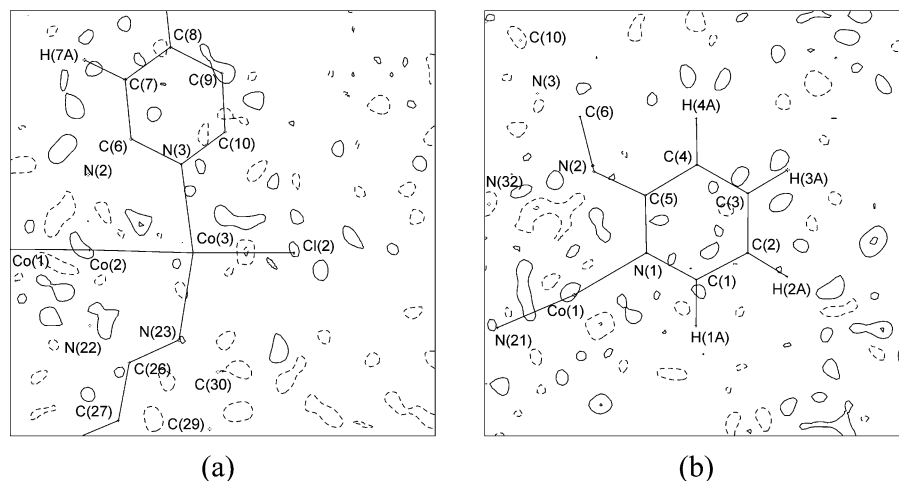 C(8)
H(7A)
C(7)
C(9)
C(6)
N(3)
C(10)
N(2)
Co(3)
Cl(2)
Co(1)
Co(2)
N(23)
N(22)
C(26)
C(30)
C(27)
C(29)
(a)
C(10)
N(3)
C(6)
H(4A)
N(2)
C(4)
N(32)
C(5)
C(3)
H(3A)
C(2)
N(1)
C(1)
H(2A)
Co(1)
N(21)
H(1A)
(b)